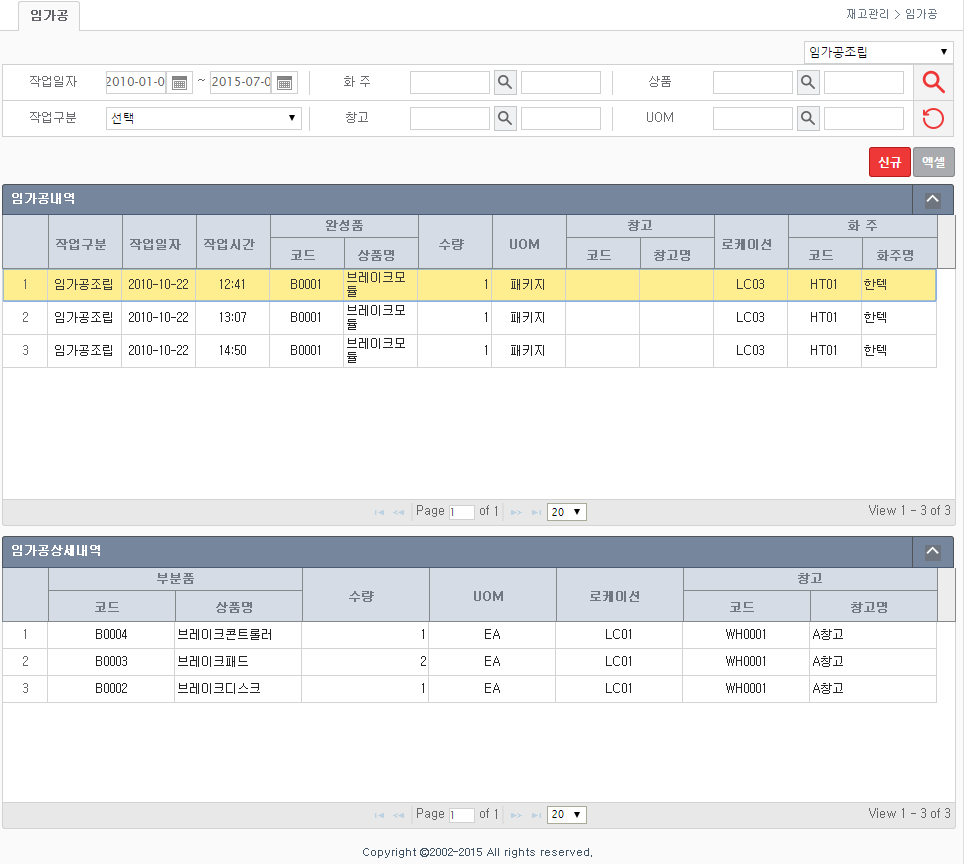 임가공
재고관리 > 임가공
임가공조립
작업일자 2010-01-0 ~ 2015-07-0 화 주 상품
작업구분 선택 창고 UOM
신규 엑셀
임가공내역
작업구분 작업일자 작업시간 완성품 수량 UOM 창고 로케이션 화 주
코드 상품명 코드 창고명 코드 화주명
1 임가공조립 2010-10-22 12:41 B0001 브레이크모듈 1 패키지 LC03 HT01 한텍
2 임가공조립 2010-10-22 13:07 B0001 브레이크모듈 1 패키지 LC03 HT01 한텍
3 임가공조립 2010-10-22 14:50 B0001 브레이크모듈 1 패키지 LC03 HT01 한텍
Page 1 of 1 20 View 1 - 3 of 3
임가공상세내역
부분품 수량 UOM 로케이션 창고
코드 상품명 코드 창고명
1 B0004 브레이크콘트롤러 1 EA LC01 WH0001 A창고
2 B0003 브레이크패드 2 EA LC01 WH0001 A창고
3 B0002 브레이크디스크 1 EA LC01 WH0001 A창고
Page 1 of 1 20 View 1 - 3 of 3
Copyright ©2002-2015 All rights reserved.